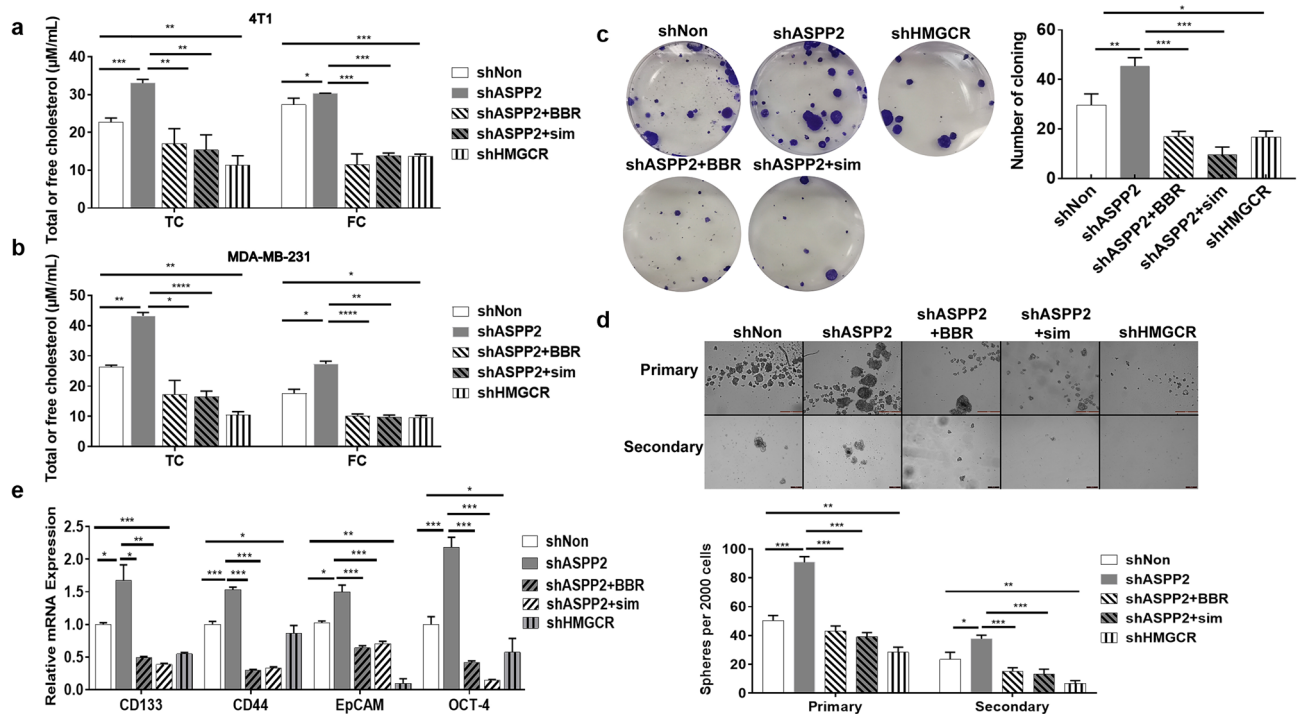 a
4T1
Total or free cholesterol (μM/mL)
40
30
20
10
0
**
***
**
**
***
*
***
***
TC
FC
shNon
shASPP2
shASPP2+BBR
shASPP2+sim
shHMGCR
b
MDA-MB-231
Total or free cholesterol (μM/mL)
50
40
30
20
10
0
**
**
****
*
*
*
**
****
TC
FC
shNon
shASPP2
shASPP2+BBR
shASPP2+sim
shHMGCR
c
shNon
shASPP2
shHMGCR
shASPP2+BBR
shASPP2+sim
Number of cloning
60
40
20
0
*
***
**
***
shNon
shASPP2
shASPP2+BBR
shASPP2+sim
shHMGCR
d
shNon
shASPP2
shASPP2
+BBR
shASPP2
+sim
shHMGCR
Primary
Secondary
Spheres per 2000 cells
100
80
60
40
20
0
**
***
***
***
**
***
*
***
Primary
Secondary
shNon
shASPP2
shASPP2+BBR
shASPP2+sim
shHMGCR
e
Relative mRNA Expression
2.5
2.0
1.5
1.0
0.5
0.0
***
**
*
*
*
***
***
***
**
***
*
***
*
***
***
***
CD133
CD44
EpCAM
OCT-4
shNon
shASPP2
shASPP2+BBR
shASPP2+sim
shHMGCR